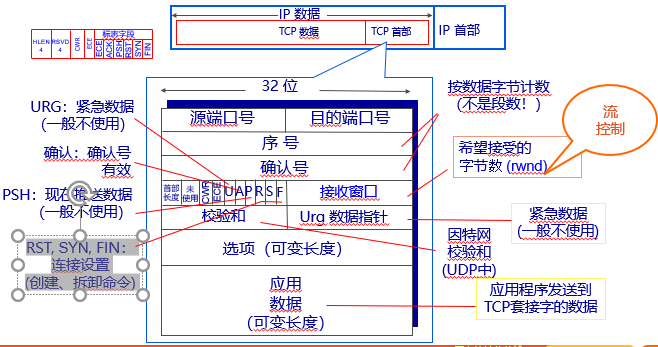 IP 数据
TCP 数据
TCP 首部
IP 首部
标志字段
HLEN
4
RSVD
4
CWR
ECE
ECE
ACK
PSH
RST
SYN
FIN
32 位
源端口号
目的端口号
序 号
确认号
首部
长度
未
使用
CWR
ECE
U
A
P
R
S
F
接收窗口
校验和
Urg 数据指针
选项（可变长度）
应用
数据
(可变长度）
URG：紧急数据
(一般不使用)
确认：确认号
有效
PSH：现在推送数据
(一般不使用)
RST, SYN, FIN：
连接设置
(创建、拆卸命令)
按数据字节计数
(不是段数！)
流
控制
希望接受的
字节数 (rwnd)
紧急数据
(一般不使用)
因特网
校验和
(UDP中)
应用程序发送到
TCP套接字的数据